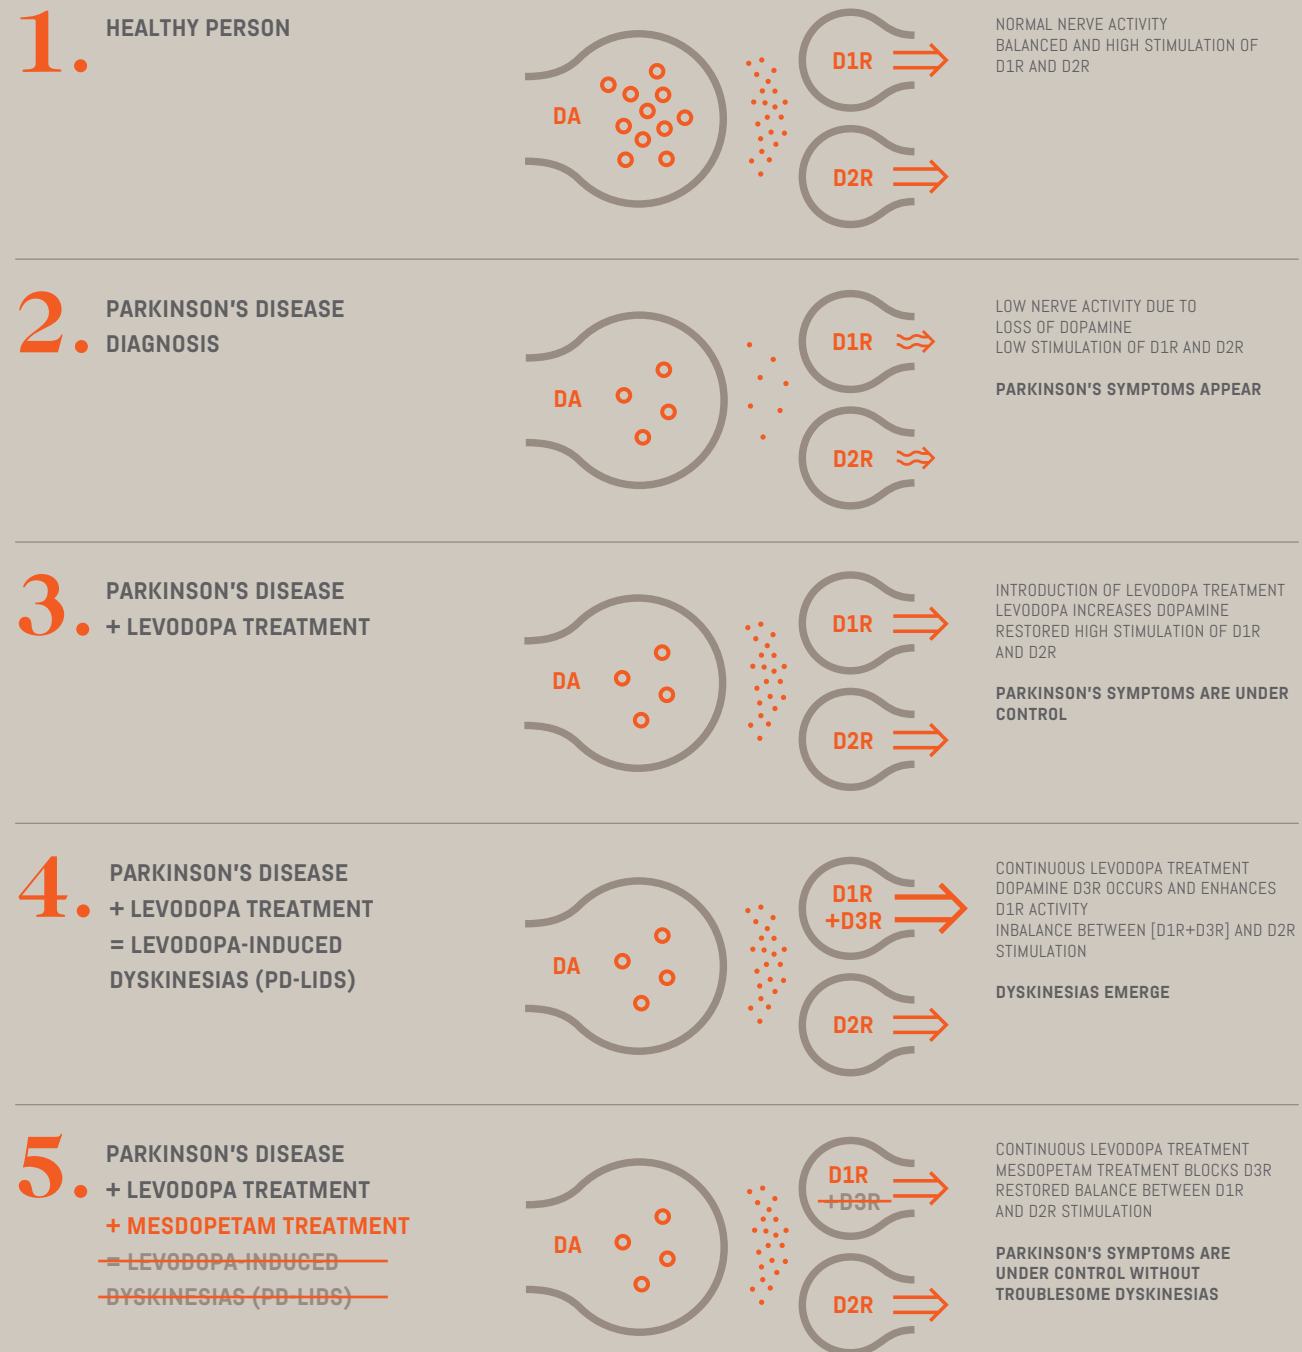 1. HEALTHY PERSON
DA
D1R
D2R
NORMAL NERVE ACTIVITY
BALANCED AND HIGH STIMULATION OF
D1R AND D2R
2. PARKINSON'S DISEASE
DIAGNOSIS
DA
D1R
D2R
LOW NERVE ACTIVITY DUE TO
LOSS OF DOPAMINE
LOW STIMULATION OF D1R AND D2R
PARKINSON'S SYMPTOMS APPEAR
3. PARKINSON'S DISEASE
+ LEVODOPA TREATMENT
DA
D1R
D2R
INTRODUCTION OF LEVODOPA TREATMENT
LEVODOPA INCREASES DOPAMINE
RESTORED HIGH STIMULATION OF D1R
AND D2R
PARKINSON'S SYMPTOMS ARE UNDER
CONTROL
4. PARKINSON'S DISEASE
+ LEVODOPA TREATMENT
= LEVODOPA-INDUCED
DYSKINESIAS (PD-LIDS)
DA
D1R
+D3R
D2R
CONTINUOUS LEVODOPA TREATMENT
DOPAMINE D3R OCCURS AND ENHANCES
D1R ACTIVITY
INBALANCE BETWEEN [D1R+D3R] AND D2R
STIMULATION
DYSKINESIAS EMERGE
5. PARKINSON'S DISEASE
+ LEVODOPA TREATMENT
+ MESDOPETAM TREATMENT
= LEVODOPA-INDUCED
DYSKINESIAS (PD-LIDS)
DA
D1R
+D3R
D2R
CONTINUOUS LEVODOPA TREATMENT
MESDOPETAM TREATMENT BLOCKS D3R
RESTORED BALANCE BETWEEN D1R
AND D2R STIMULATION
PARKINSON'S SYMPTOMS ARE
UNDER CONTROL WITHOUT
TROUBLESOME DYSKINESIAS